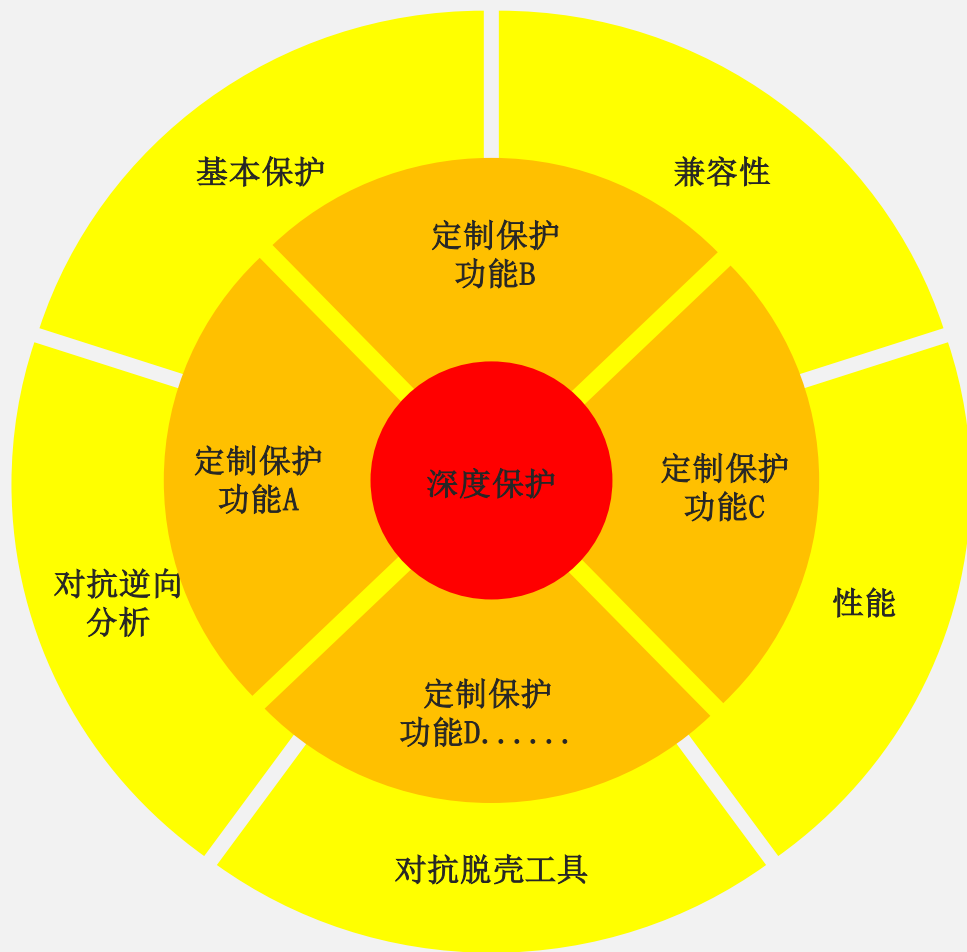 基本保护
兼容性
定制保护
功能B
定制保护
功能A
深度保护
定制保护
功能C
对抗逆向
分析
性能
定制保护
功能D......
对抗脱壳工具